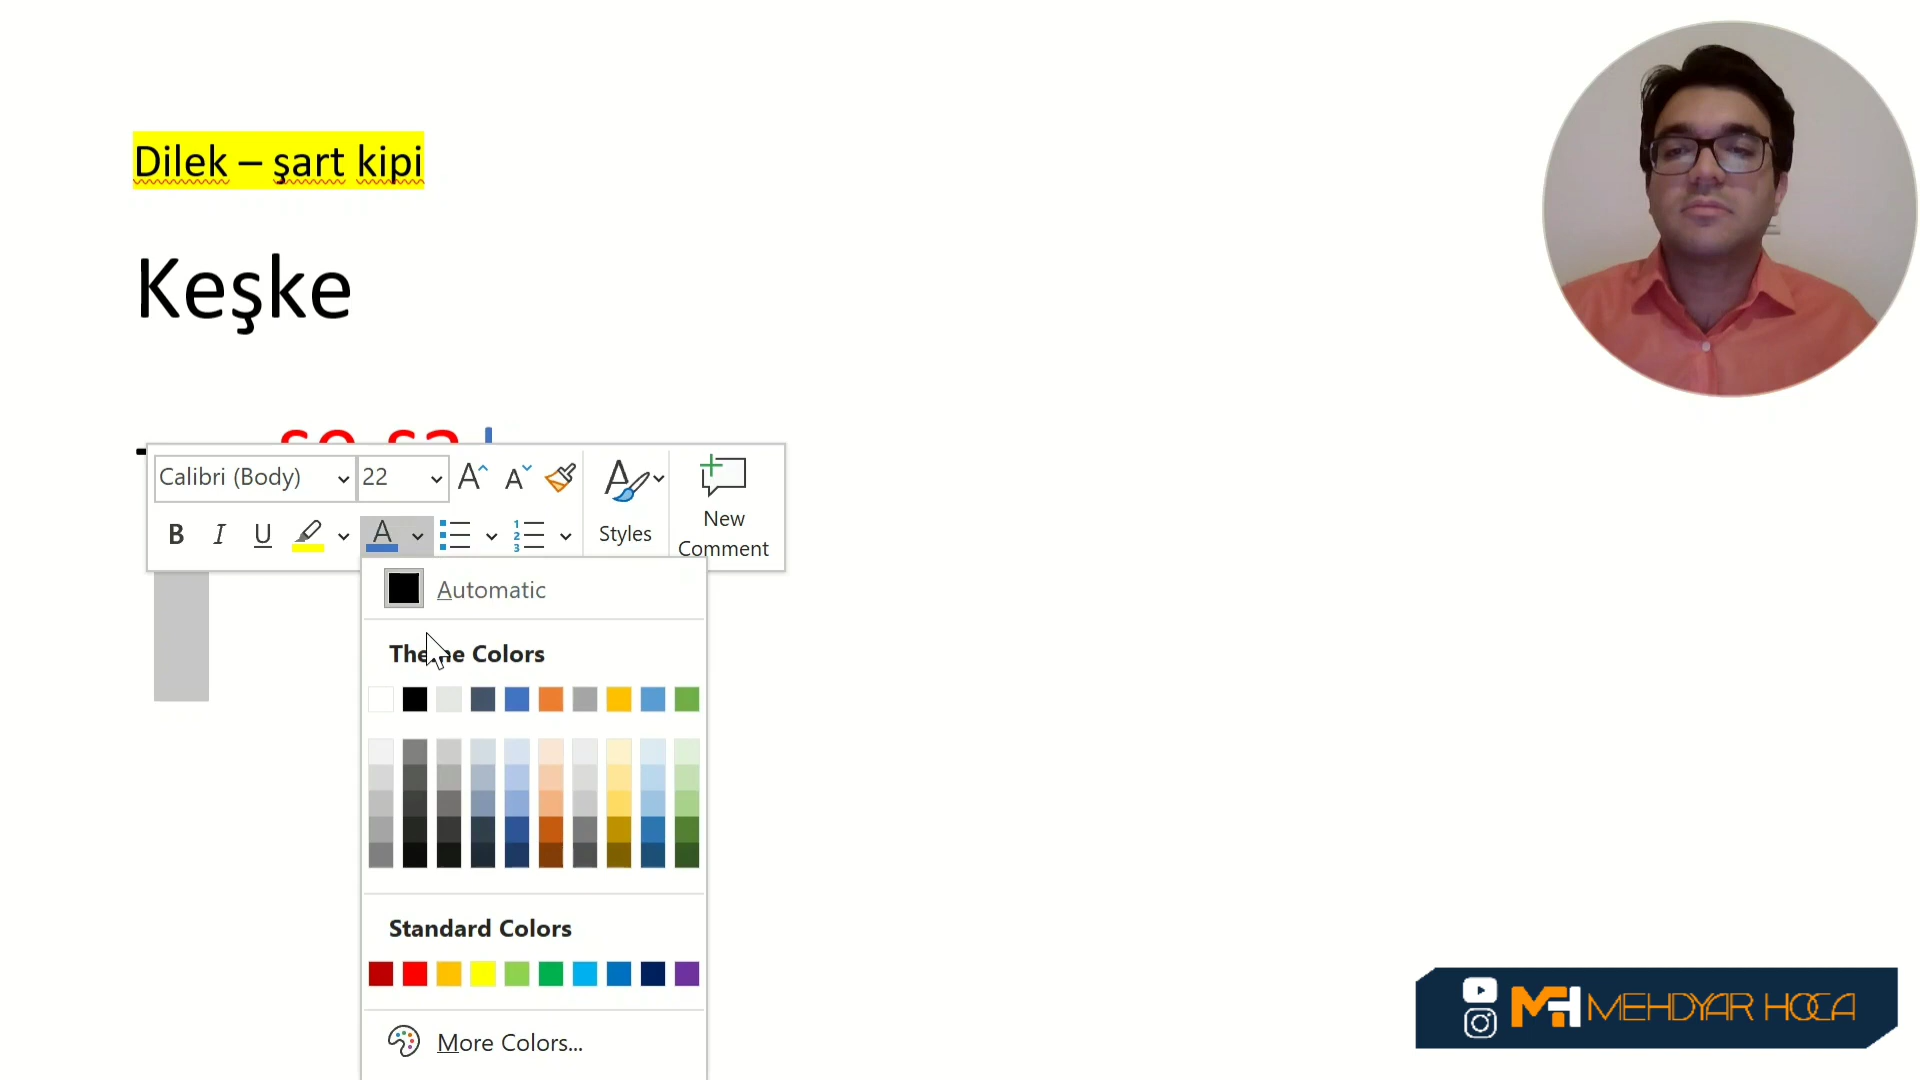 Dilek – şart kipi
Keşke
Calibri (Body)
22
B I U
Styles
New
Comment
Automatic
Theme Colors
Standard Colors
More Colors...
MEHDYAR HOCA